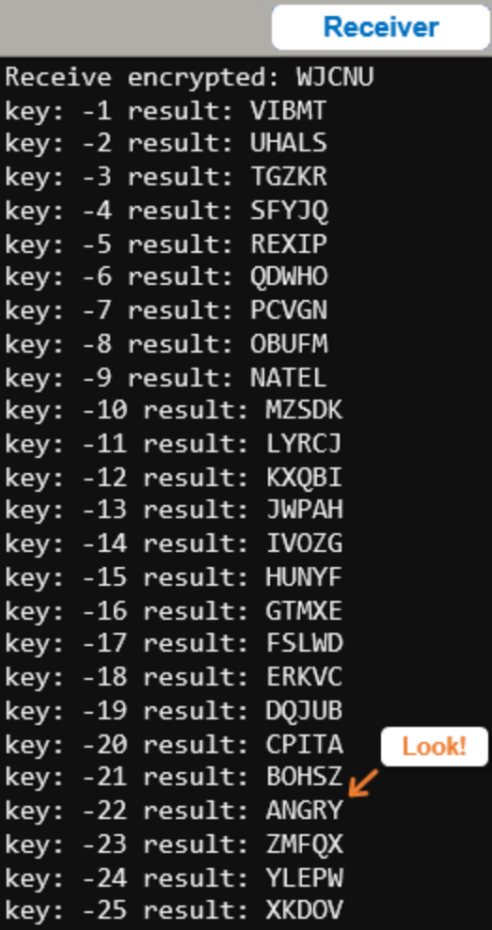 Receiver
Receive encrypted: WJCNU
key: -1 result: VIBMT
key: -2 result: UHALS
key: -3 result: TGZKR
key: -4 result: SFYJQ
key: -5 result: REXIP
key: -6 result: QDWHO
key: -7 result: PCVGN
key: -8 result: OBUFM
key: -9 result: NATEL
key: -10 result: MZSDK
key: -11 result: LYRCJ
key: -12 result: KXQBI
key: -13 result: JWPAH
key: -14 result: IVOZG
key: -15 result: HUNYF
key: -16 result: GTMXE
key: -17 result: FSLWD
key: -18 result: ERKVC
key: -19 result: DQJUB
key: -20 result: CPITA
Look!
key: -21 result: BOHSZ
key: -22 result: ANGRY
key: -23 result: ZMFQX
key: -24 result: YLEPW
key: -25 result: XKDOV